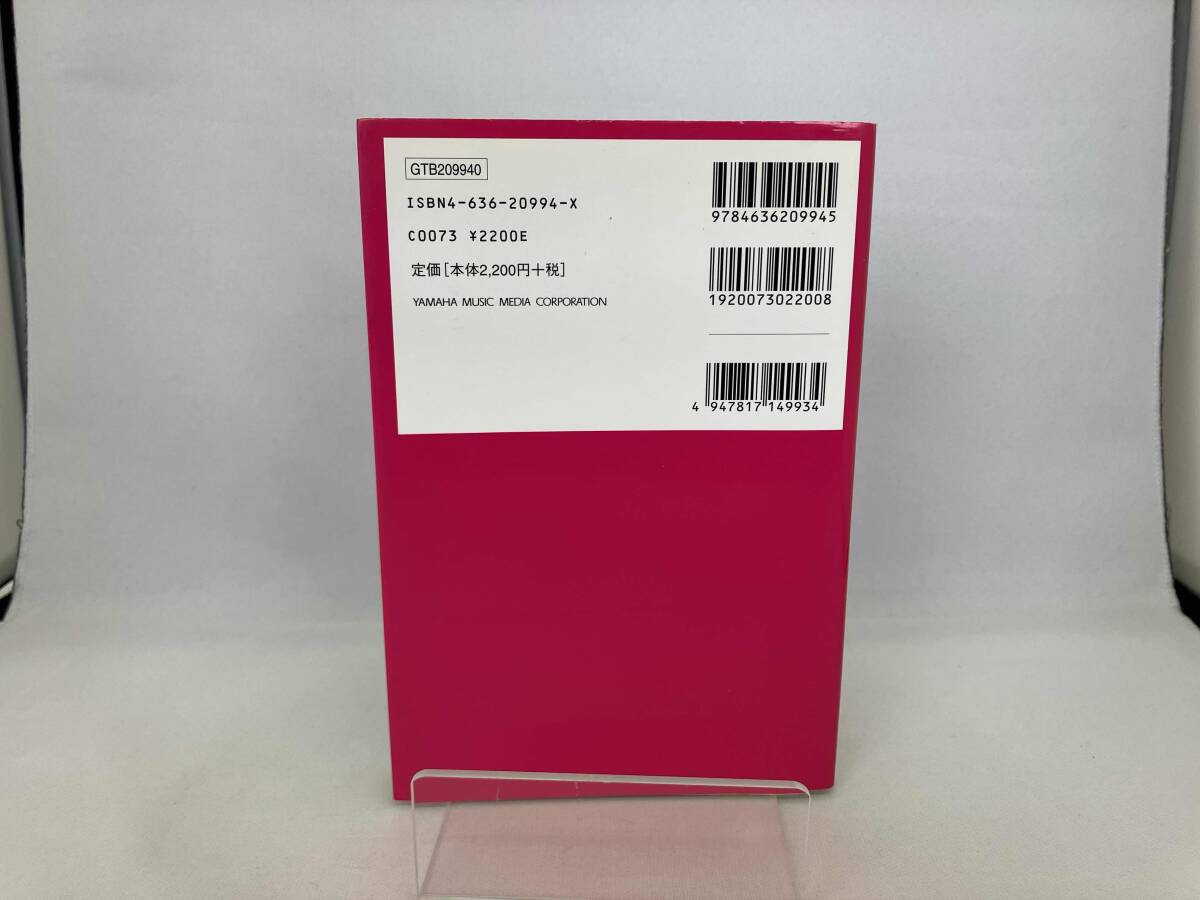 GTB209940
ISBN4-636-20994-X
C0073 ¥2200E
定価[本体2,200円+税]
YAMAHA MUSIC MEDIA CORPORATION
9784636209945
1920073022008
4 947817 149934